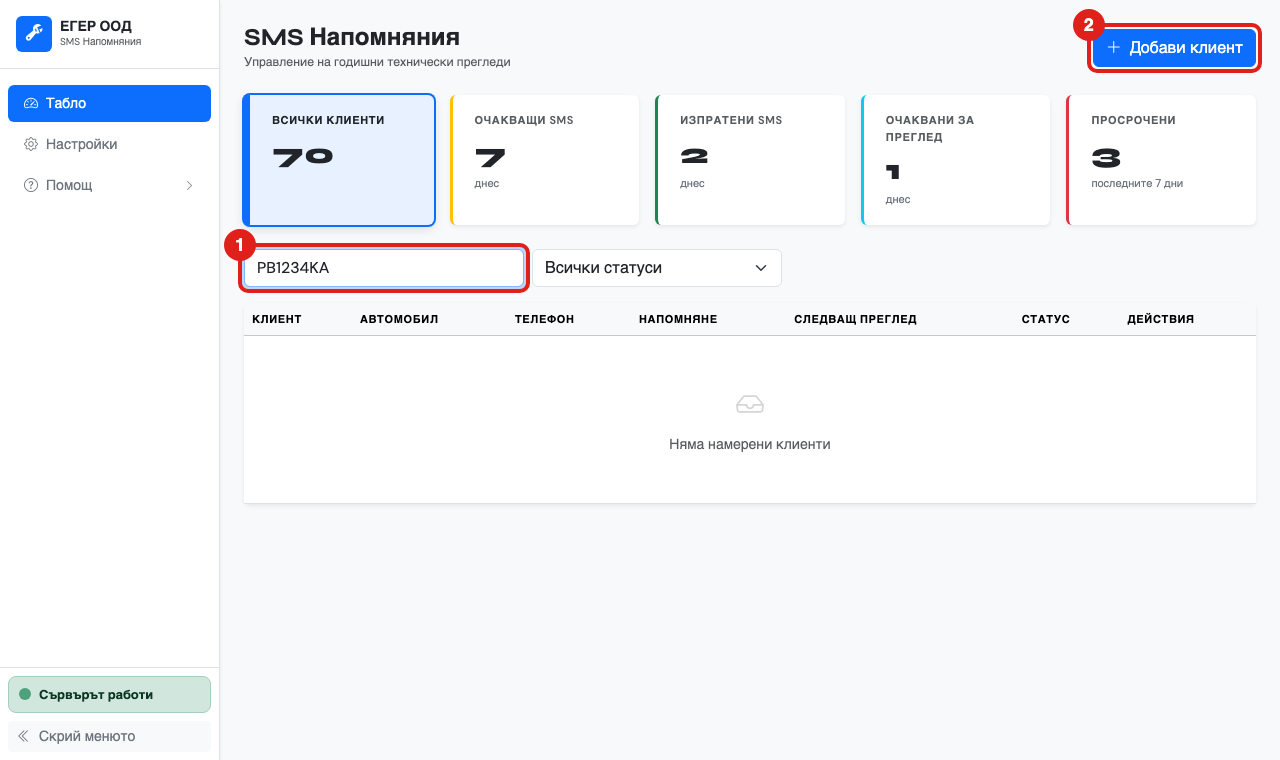 ЕГЕР ООД
SMS Напомняния
Табло
Настройки
Помощ
Сървърът работи
Скрий менюто
SMS Напомняния
Управление на годишни технически прегледи
2
Добави клиент
ВСИЧКИ КЛИЕНТИ
70
ОЧАКВАЩИ SMS
7
днес
ИЗПРАТЕНИ SMS
2
днес
ОЧАКВАНИ ЗА
ПРЕГЛЕД
1
днес
ПРОСРОЧЕНИ
3
последните 7 дни
1
PB1234KA
Всички статуси
КЛИЕНТ АВТОМОБИЛ ТЕЛЕФОН НАПОМНЯНЕ СЛЕДВАЩ ПРЕГЛЕД СТАТУС ДЕЙСТВИЯ
Няма намерени клиенти